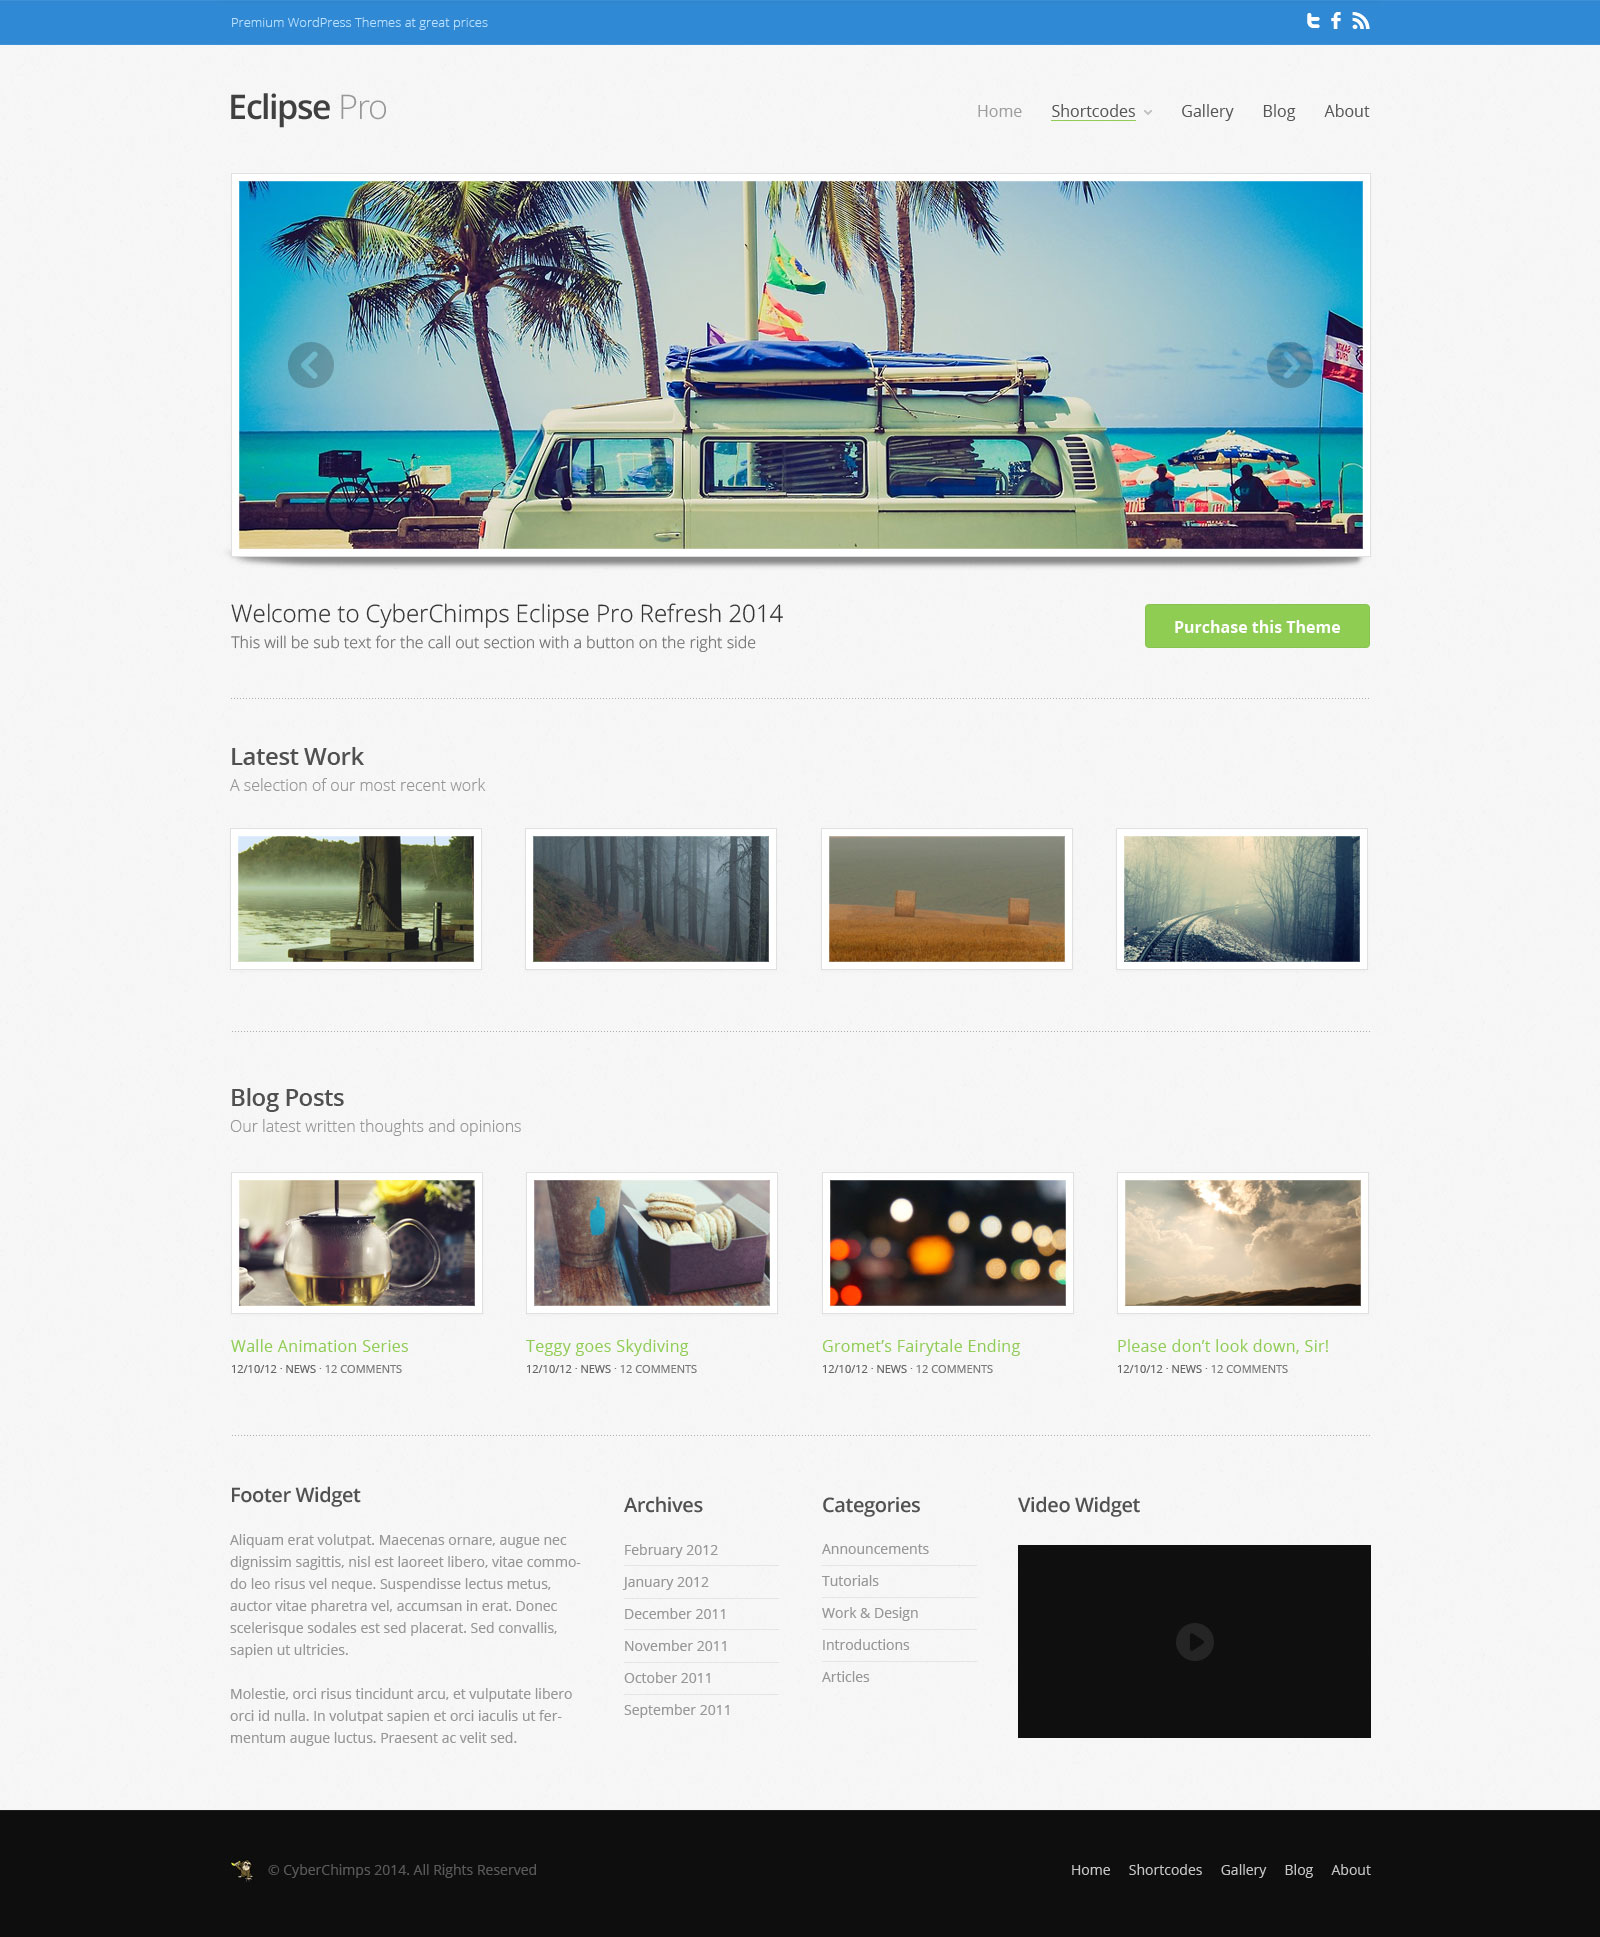 Premium WordPress Themes at great prices
Eclipse Pro
Home Shortcodes Gallery Blog About
VISA VISA
Welcome to CyberChimps Eclipse Pro Refresh 2014
This will be sub text for the call out section with a button on the right side
Purchase this Theme
Latest Work
A selection of our most recent work
Blog Posts
Our latest written thoughts and opinions
Walle Animation Series
12/10/12 · NEWS · 12 COMMENTS
Teggy goes Skydiving
12/10/12 · NEWS · 12 COMMENTS
Gromet’s Fairytale Ending
12/10/12 · NEWS · 12 COMMENTS
Please don’t look down, Sir!
12/10/12 · NEWS · 12 COMMENTS
Footer Widget
Aliquam erat volutpat. Maecenas ornare, augue nec
dignissim sagittis, nisl est laoreet libero, vitae commo-
do leo risus vel neque. Suspendisse lectus metus,
auctor vitae pharetra vel, accumsan in erat. Donec
scelerisque sodales est sed placerat. Sed convallis,
sapien ut ultricies.
Molestie, orci risus tincidunt arcu, et vulputate libero
orci id nulla. In volutpat sapien et orci iaculis ut fer-
mentum augue luctus. Praesent ac velit sed.
Archives
February 2012
January 2012
December 2011
November 2011
October 2011
September 2011
Categories
Announcements
Tutorials
Work & Design
Introductions
Articles
Video Widget
© CyberChimps 2014. All Rights Reserved
Home Shortcodes Gallery Blog About